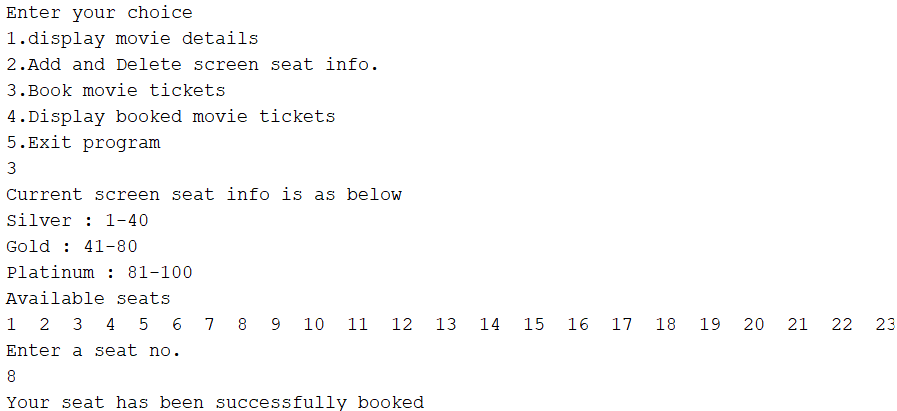 Enter your choice
1.display movie details
2.Add and Delete screen seat info.
3.Book movie tickets
4.Display booked movie tickets
5.Exit program
3
Current screen seat info is as below
Silver : 1-40
Gold : 41-80
Platinum : 81-100
Available seats
1 2 3 4 5 6 7 8 9 10 11 12 13 14 15 16 17 18 19 20 21 22 23
Enter a seat no.
8
Your seat has been successfully booked